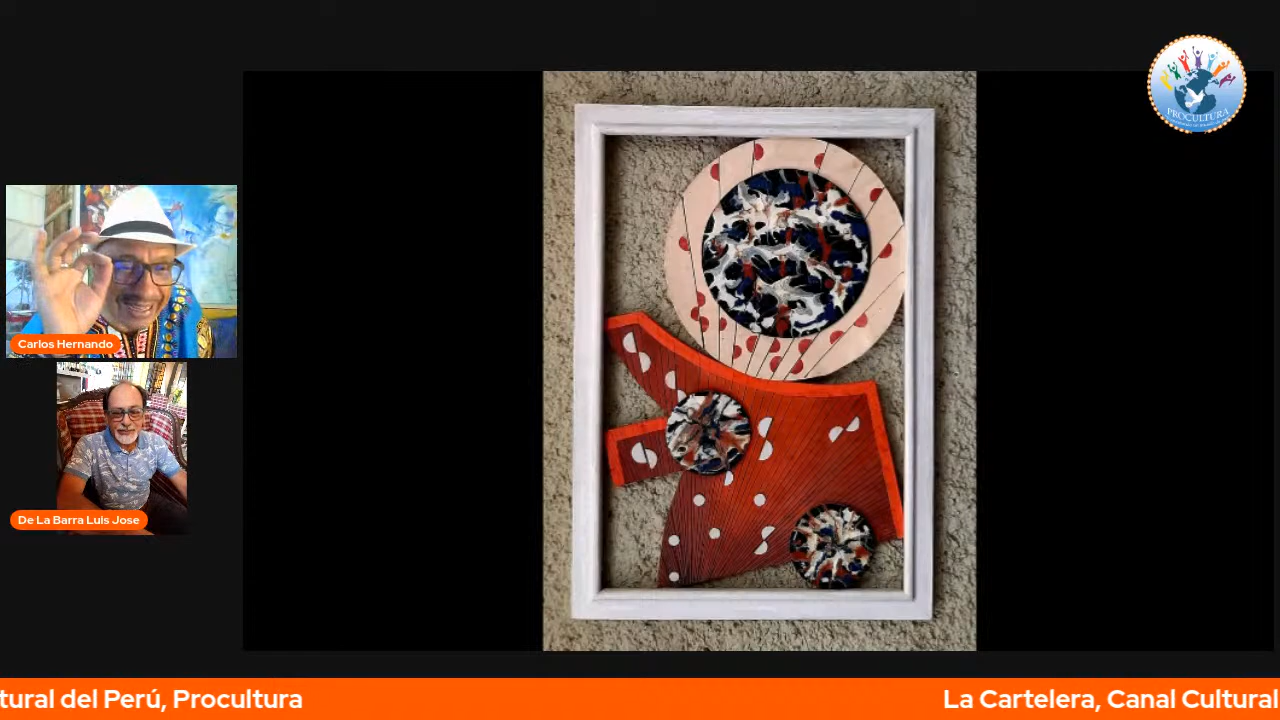 PROCULTURA
Carlos Hernando
De La Barra Luis Jose
tural del Perú, Procultura
La Cartelera, Canal Cultural